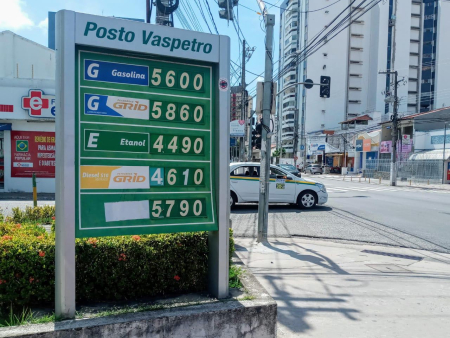 Posto Vaspetro
G Gasolina 5600
G GRID 5860
E Etanol 4490
GRID 4610
5790